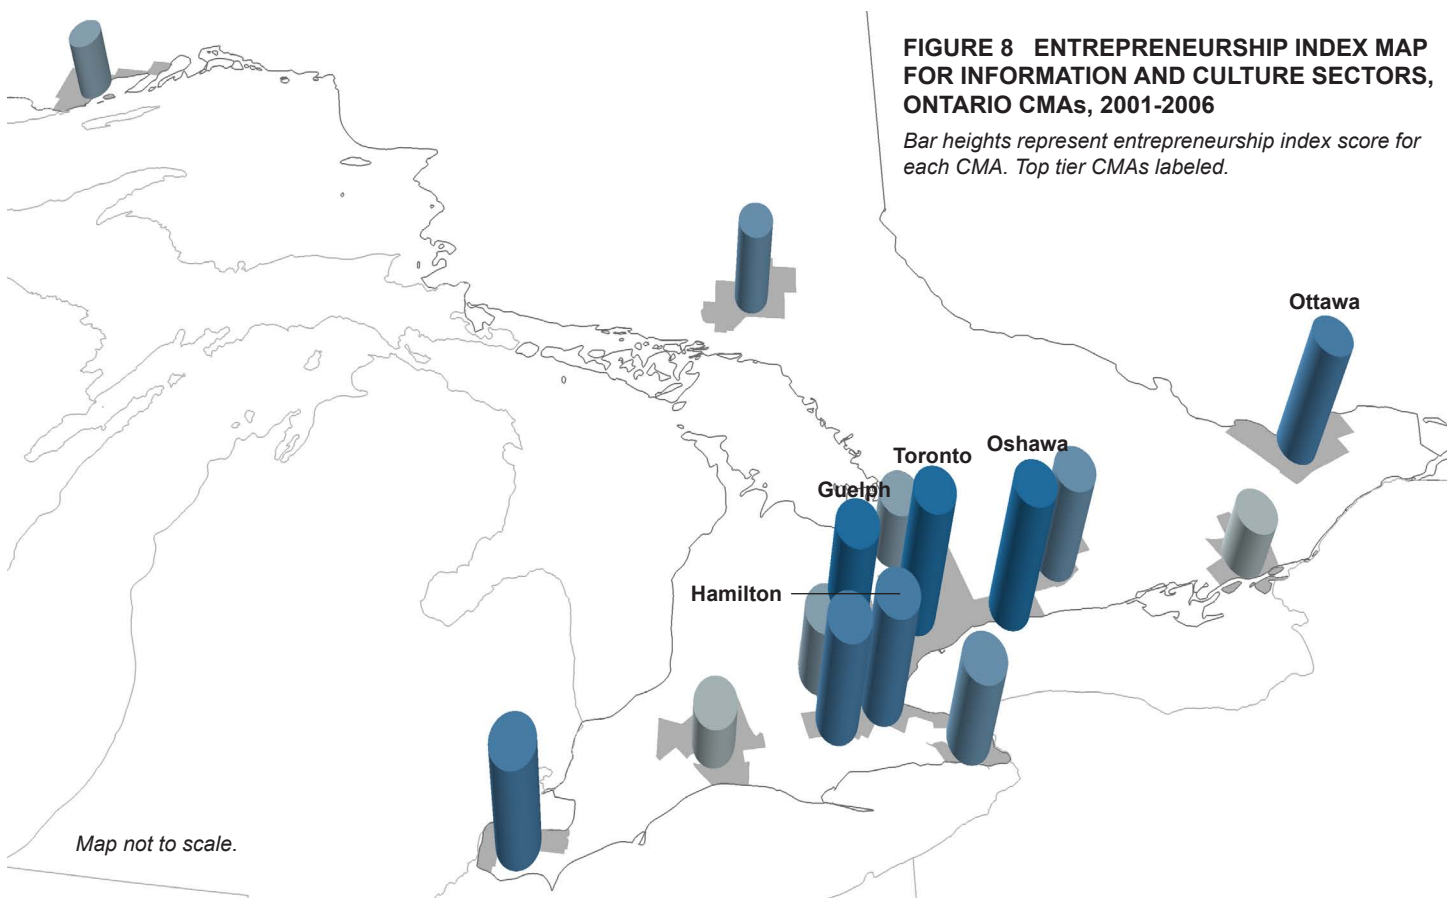 FIGURE 8 ENTREPRENEURSHIP INDEX MAP
FOR INFORMATION AND CULTURE SECTORS,
ONTARIO CMAs, 2001-2006
Bar heights represent entrepreneurship index score for
each CMA. Top tier CMAs labeled.
Ottawa
Oshawa
Toronto
Guelph
Hamilton
Map not to scale.